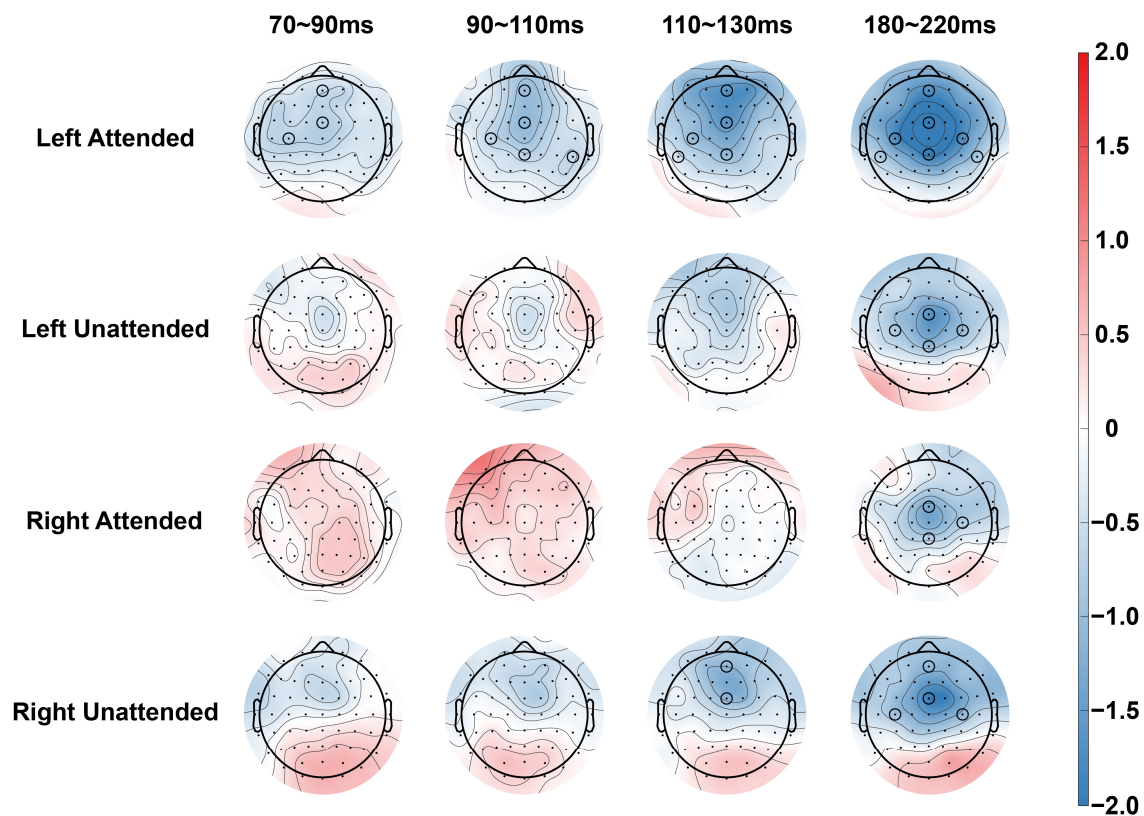 70~90ms 90~110ms 110~130ms 180~220ms
2.0
Left Attended
1.5
1.0
Left Unattended
0.5
0
Right Attended
−0.5
−1.0
Right Unattended
−1.5
−2.0